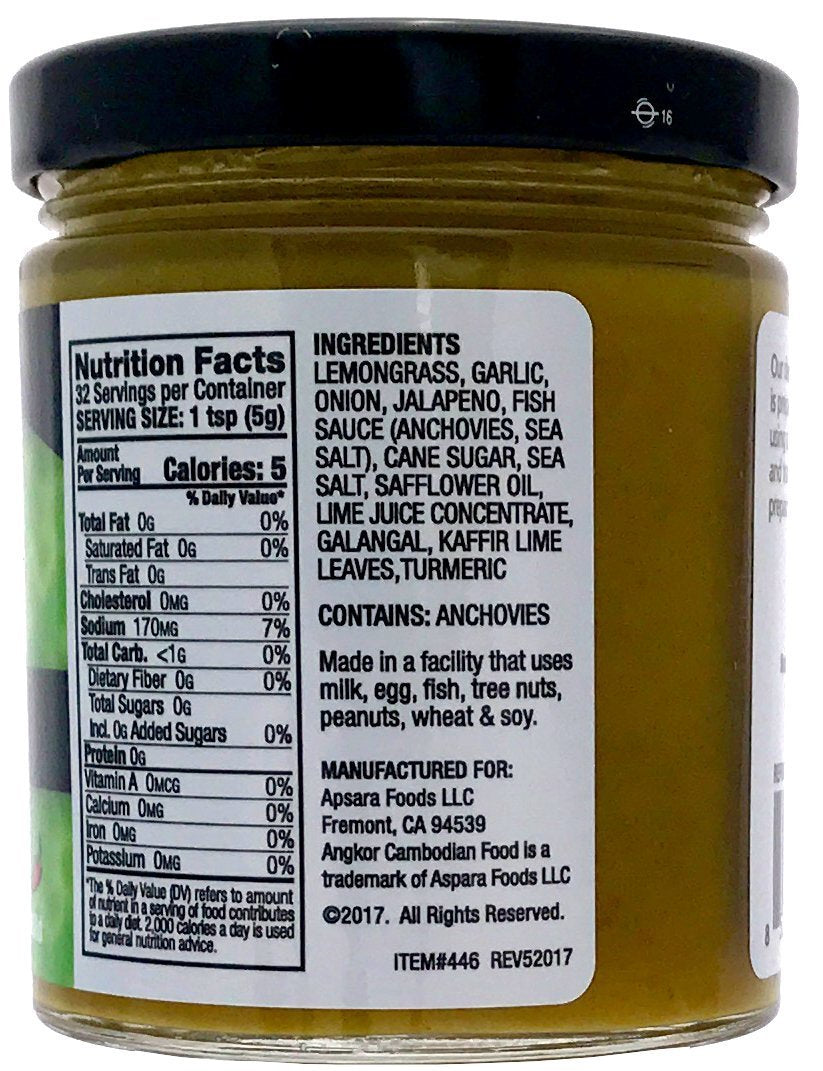 16
Nutrition Facts
32 Servings per Container
SERVING SIZE: 1 tsp (5g)
Amount
Per Serving Calories: 5
% Daily Value*
Total Fat 0G 0%
Saturated Fat 0G 0%
Trans Fat 0G
Cholesterol 0MG 0%
Sodium 170MG 7%
Total Carb. <1G 0%
Dietary Fiber 0G 0%
Total Sugars 0G
Incl. 0G Added Sugars 0%
Protein 0G
Vitamin A 0MCG 0%
Calcium 0MG 0%
Iron 0MG 0%
Potassium 0MG 0%
*The % Daily Value (DV) refers to amount
of nutrient in a serving of food contributes
to a daily diet. 2,000 calories a day is used
for general nutrition advice.
INGREDIENTS
LEMONGRASS, GARLIC,
ONION, JALAPENO, FISH
SAUCE (ANCHOVIES, SEA
SALT), CANE SUGAR, SEA
SALT, SAFFLOWER OIL,
LIME JUICE CONCENTRATE,
GALANGAL, KAFFIR LIME
LEAVES,TURMERIC
CONTAINS: ANCHOVIES
Made in a facility that uses
milk, egg, fish, tree nuts,
peanuts, wheat & soy.
MANUFACTURED FOR:
Apsara Foods LLC
Fremont, CA 94539
Angkor Cambodian Food is a
trademark of Aspara Foods LLC
©2017. All Rights Reserved.
ITEM#446 REV52017
Our
is
using
and
8